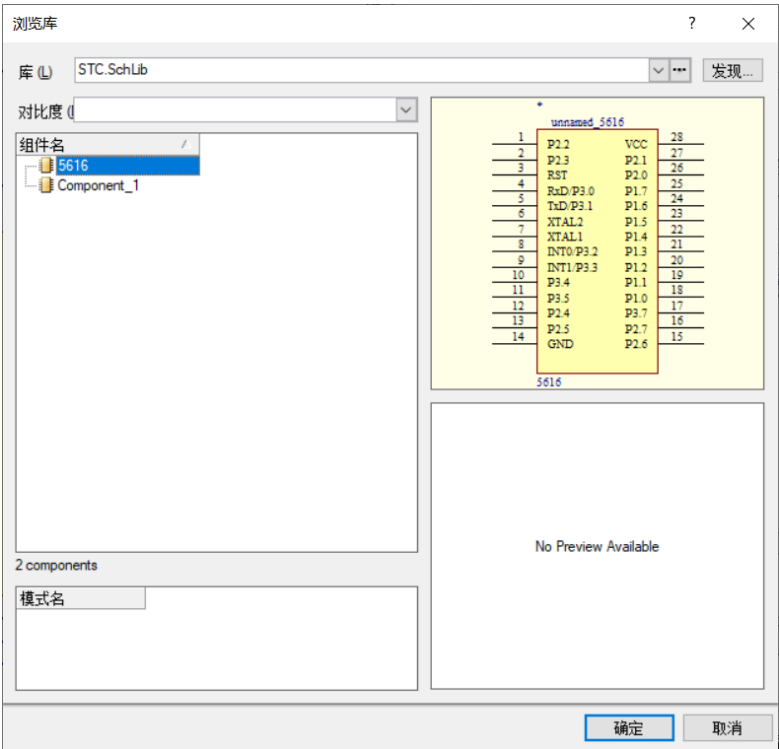 浏览库
?
库 (L)
STC.SchLib
发现...
对比度 (
组件名
5616
Component_1
2 components
模式名
*
unnamed_5616
1 P2.2 VCC 28
2 P2.3 P2.1 27
3 RST P2.0 26
4 RxD/P3.0 P1.7 25
5 TxD/P3.1 P1.6 24
6 XTAL2 P1.5 23
7 XTAL1 P1.4 22
8 INT0/P3.2 P1.3 21
9 INT1/P3.3 P1.2 20
10 P3.4 P1.1 19
11 P3.5 P1.0 18
12 P2.4 P3.7 17
13 P2.5 P2.7 16
14 GND P2.6 15
5616
No Preview Available
确定
取消